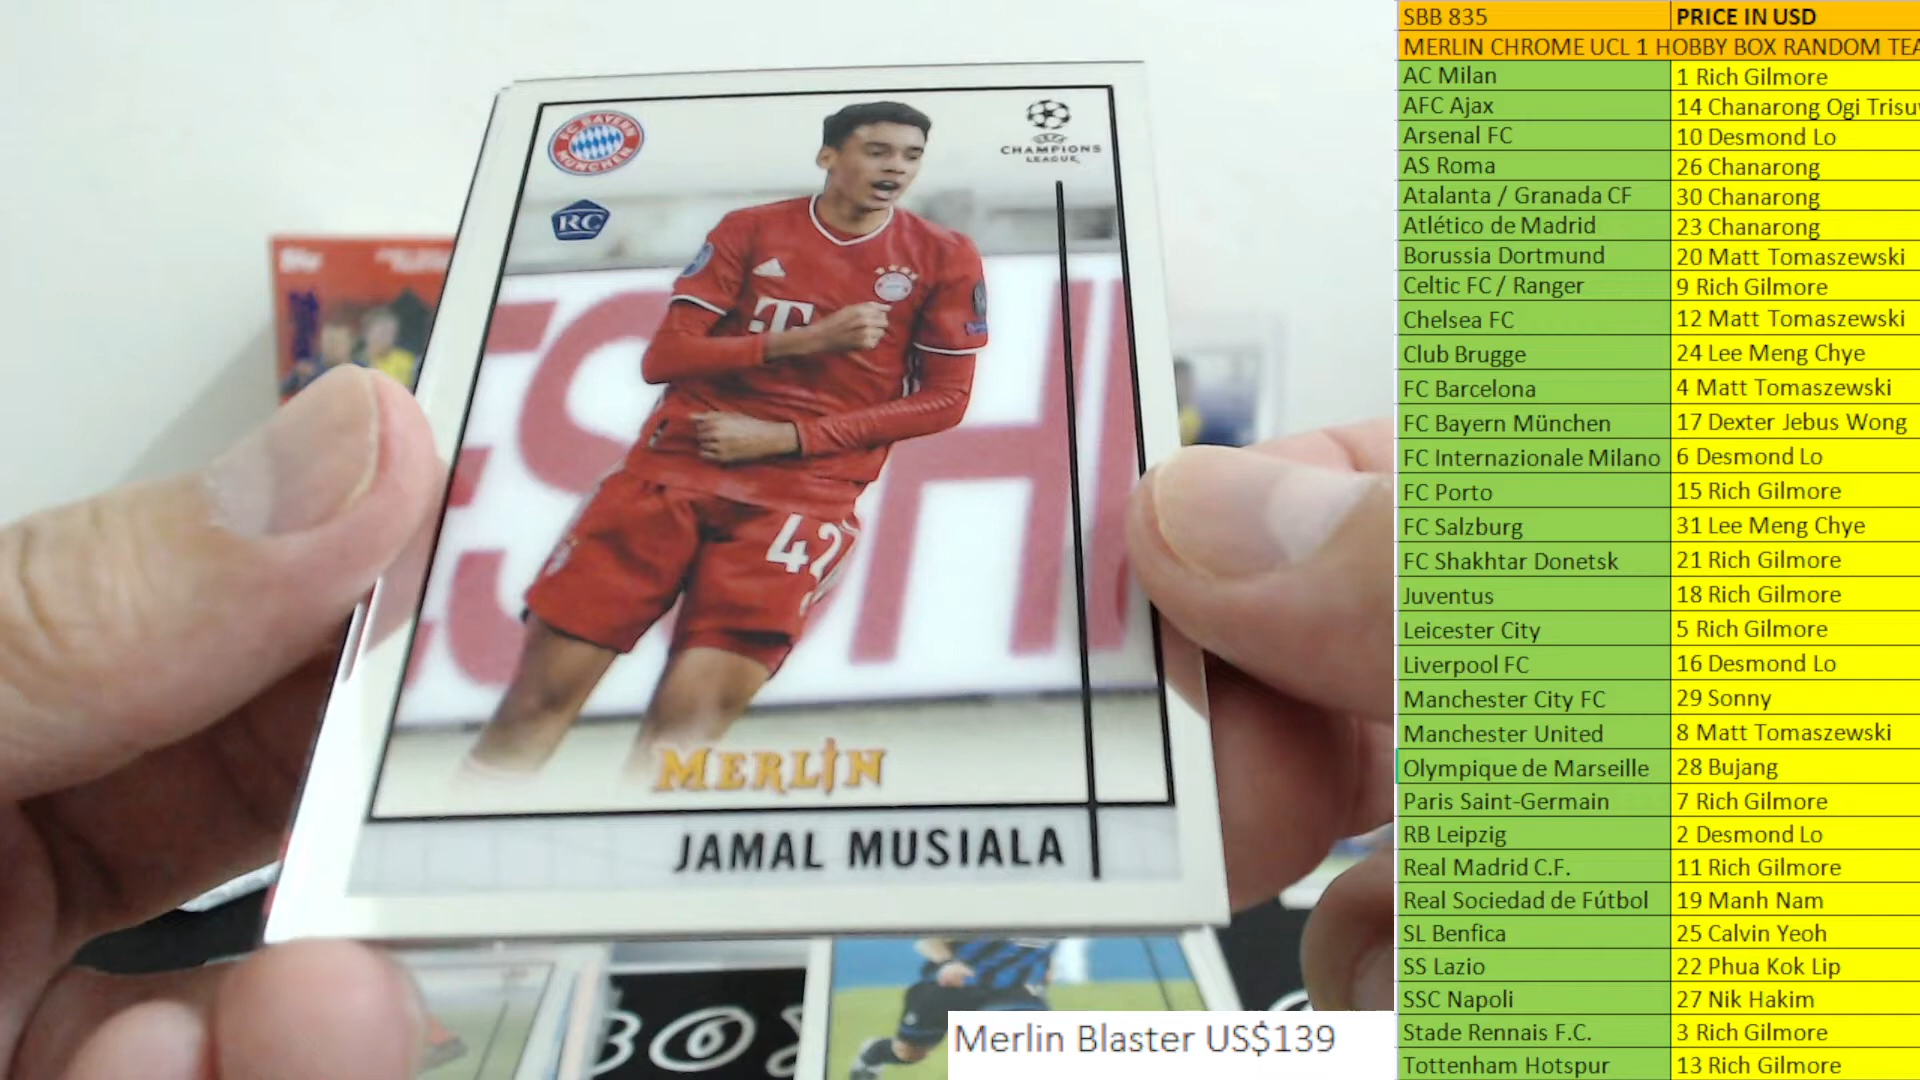 FC BAYERN
MÜNCHEN
UEFA
CHAMPIONS
LEAGUE
RC
T
42
MERLIN
JAMAL MUSIALA
Merlin Blaster US$139
SBB 835 PRICE IN USD
MERLIN CHROME UCL 1 HOBBY BOX RANDOM TEA
AC Milan 1 Rich Gilmore
AFC Ajax 14 Chanarong Ogi Trisuw
Arsenal FC 10 Desmond Lo
AS Roma 26 Chanarong
Atalanta / Granada CF 30 Chanarong
Atlético de Madrid 23 Chanarong
Borussia Dortmund 20 Matt Tomaszewski
Celtic FC / Ranger 9 Rich Gilmore
Chelsea FC 12 Matt Tomaszewski
Club Brugge 24 Lee Meng Chye
FC Barcelona 4 Matt Tomaszewski
FC Bayern München 17 Dexter Jebus Wong
FC Internazionale Milano 6 Desmond Lo
FC Porto 15 Rich Gilmore
FC Salzburg 31 Lee Meng Chye
FC Shakhtar Donetsk 21 Rich Gilmore
Juventus 18 Rich Gilmore
Leicester City 5 Rich Gilmore
Liverpool FC 16 Desmond Lo
Manchester City FC 29 Sonny
Manchester United 8 Matt Tomaszewski
Olympique de Marseille 28 Bujang
Paris Saint-Germain 7 Rich Gilmore
RB Leipzig 2 Desmond Lo
Real Madrid C.F. 11 Rich Gilmore
Real Sociedad de Fútbol 19 Manh Nam
SL Benfica 25 Calvin Yeoh
SS Lazio 22 Phua Kok Lip
SSC Napoli 27 Nik Hakim
Stade Rennais F.C. 3 Rich Gilmore
Tottenham Hotspur 13 Rich Gilmore